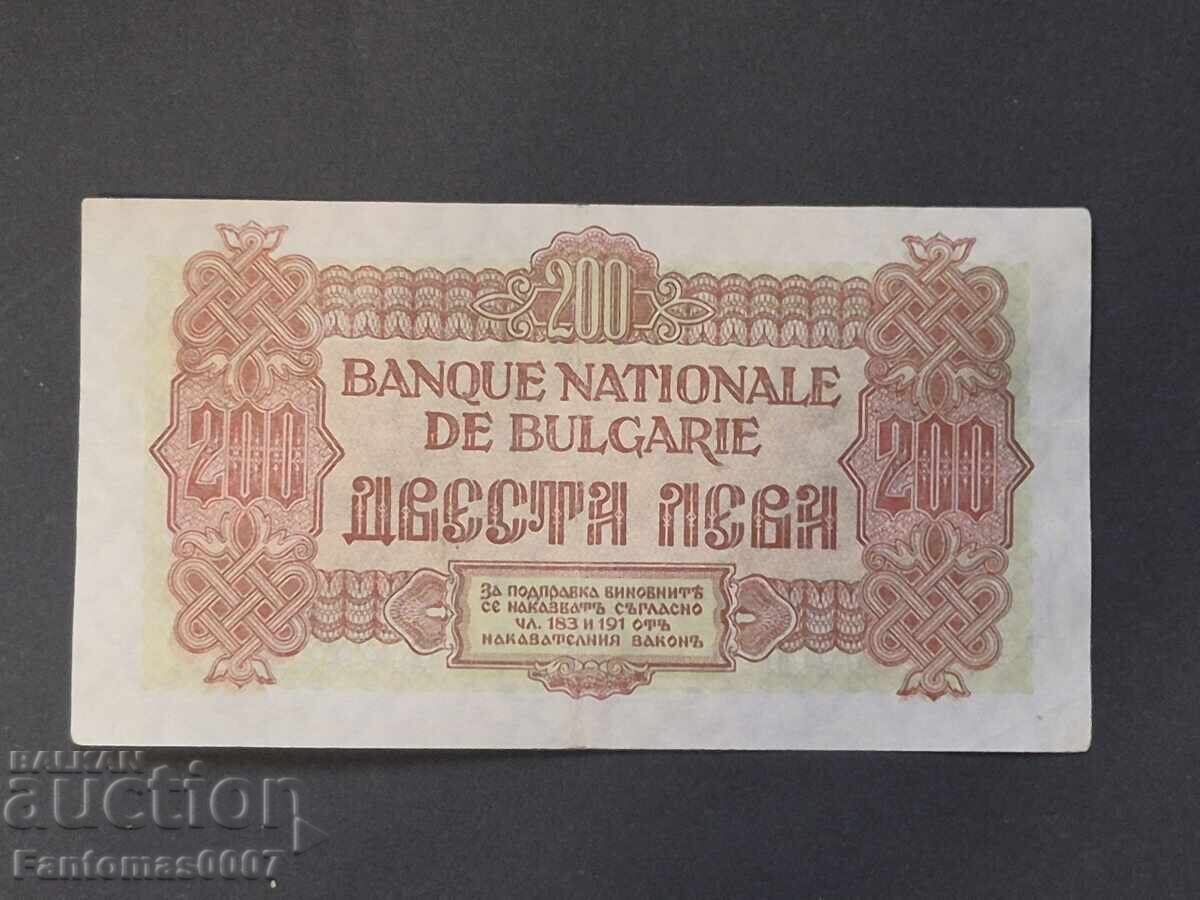 200
BANQUE NATIONALE
DE BULGARIE
200
200
ДВЕСТА ЛЕВА
ЗА ПОДПРАВКА ВИНОВНИТѢ
СЕ НАКАЗВАТЪ СЪГЛАСНО
ЧЛ. 183 И 191 ОТЪ
НАКАЗАТЕЛНИЯ ЗАКОНЪ
BALKAN
auction
Fantomas0007